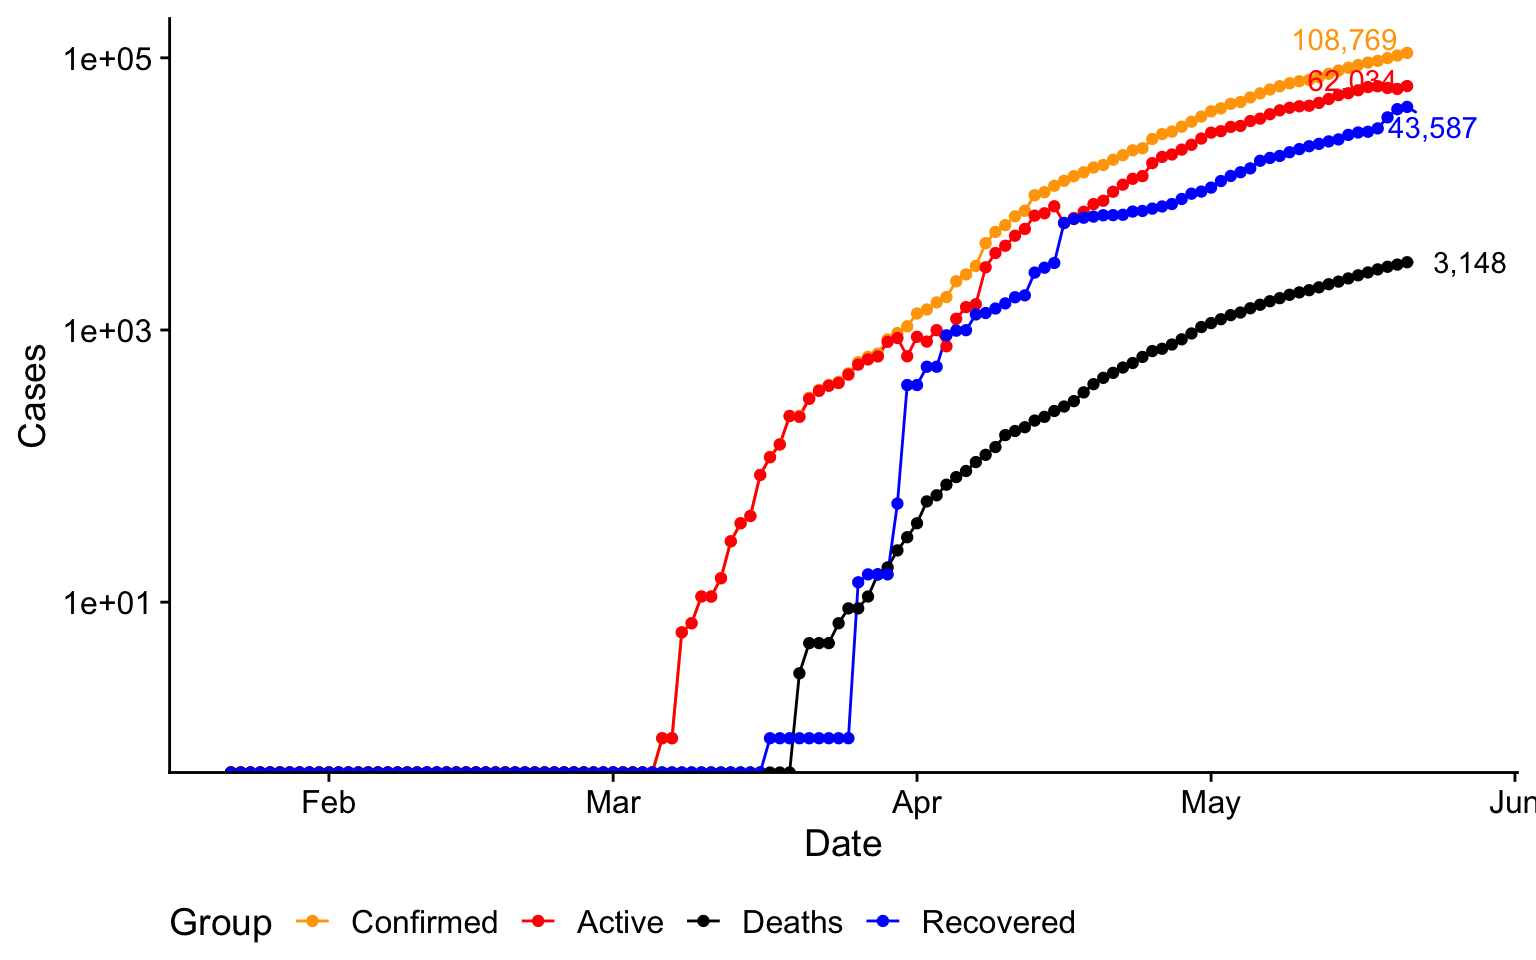 108,769
1e+05
62,034
43,587
3,148
1e+03
Cases
1e+01
Feb Mar Apr May Jun
Date
Group Confirmed Active Deaths Recovered